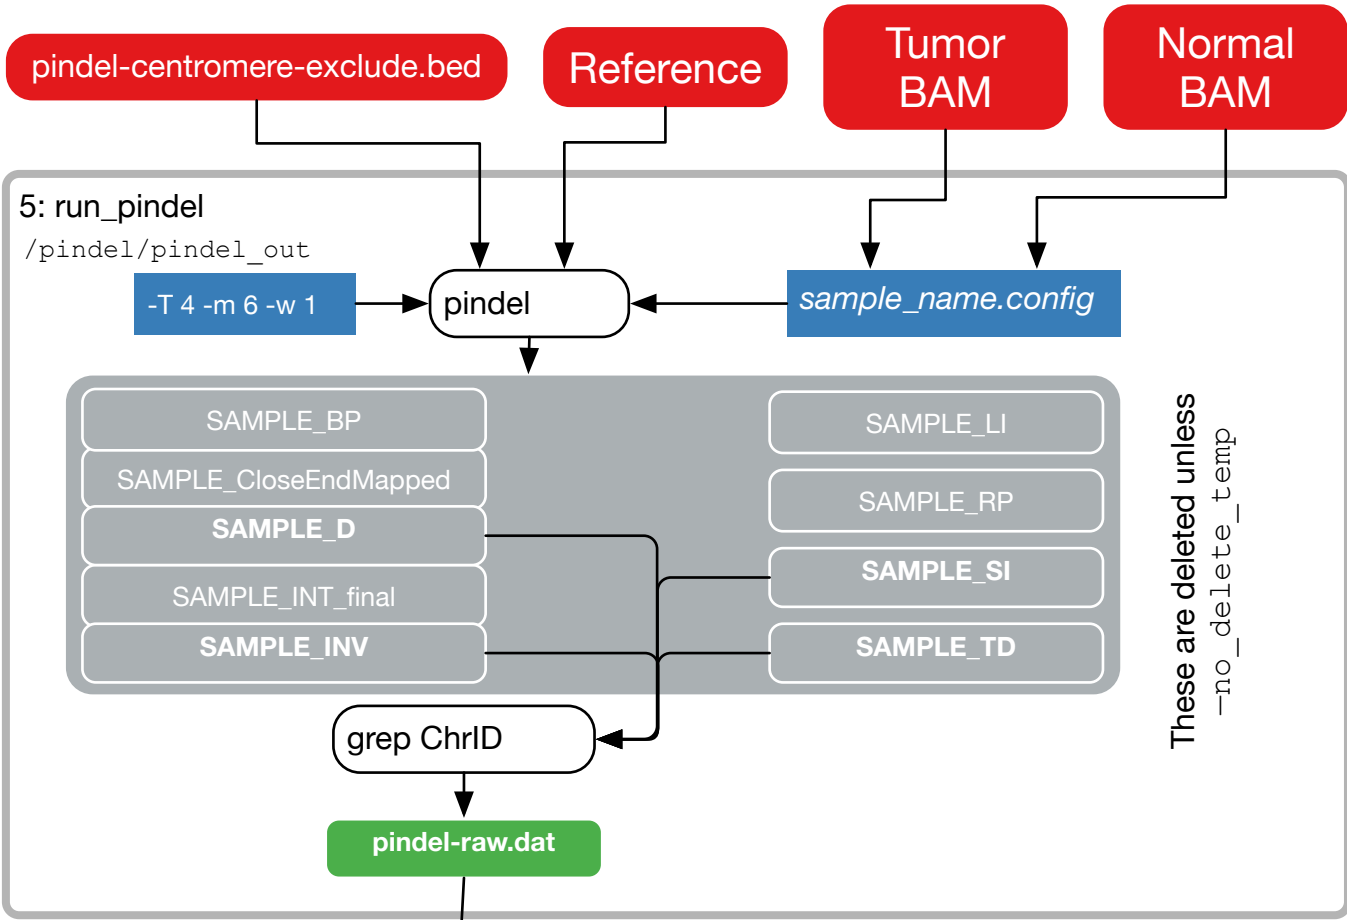 pindel-centromere-exclude.bed
Reference
Tumor
BAM
Normal
BAM
5: run_pindel
/pindel/pindel_out
-T 4 -m 6 -w 1
pindel
sample_name.config
SAMPLE_BP
SAMPLE_CloseEndMapped
SAMPLE_D
SAMPLE_INT_final
SAMPLE_INV
SAMPLE_LI
SAMPLE_RP
SAMPLE_SI
SAMPLE_TD
These are deleted unless
—no_delete_temp
grep ChrID
pindel-raw.dat